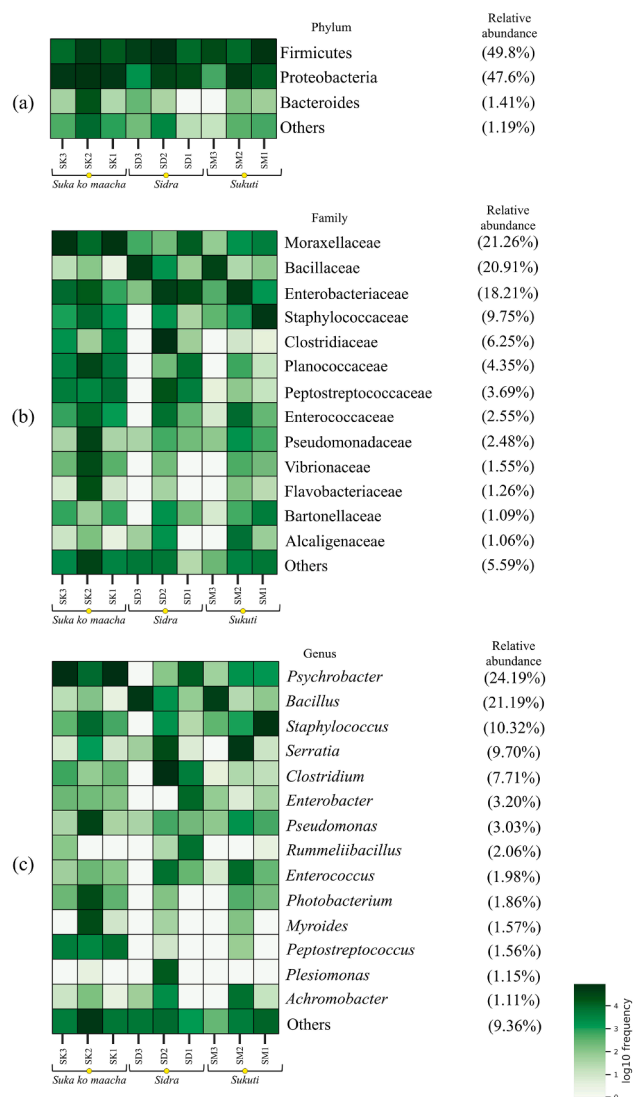 Phylum Relative abundance
(a)
Firmicutes (49.8%)
Proteobacteria (47.6%)
Bacteroides (1.41%)
Others (1.19%)
SK3 SK2 SK1 SD3 SD2 SD1 SM3 SM2 SM1
Suka ko maacha Sidra Sukuti
Family Relative abundance
(b)
Moraxellaceae (21.26%)
Bacillaceae (20.91%)
Enterobacteriaceae (18.21%)
Staphylococcaceae (9.75%)
Clostridiaceae (6.25%)
Planococcaceae (4.35%)
Peptostreptococcaceae (3.69%)
Enterococcaceae (2.55%)
Pseudomonadaceae (2.48%)
Vibrionaceae (1.55%)
Flavobacteriaceae (1.26%)
Bartonellaceae (1.09%)
Alcaligenaceae (1.06%)
Others (5.59%)
SK3 SK2 SK1 SD3 SD2 SD1 SM3 SM2 SM1
Suka ko maacha Sidra Sukuti
Genus Relative abundance
(c)
Psychrobacter (24.19%)
Bacillus (21.19%)
Staphylococcus (10.32%)
Serratia (9.70%)
Clostridium (7.71%)
Enterobacter (3.20%)
Pseudomonas (3.03%)
Rummeliibacillus (2.06%)
Enterococcus (1.98%)
Photobacterium (1.86%)
Myroides (1.57%)
Peptostreptococcus (1.56%)
Plesiomonas (1.15%)
Achromobacter (1.11%)
Others (9.36%)
SK3 SK2 SK1 SD3 SD2 SD1 SM3 SM2 SM1
Suka ko maacha Sidra Sukuti
4
3
2
1
0
log10 frequency